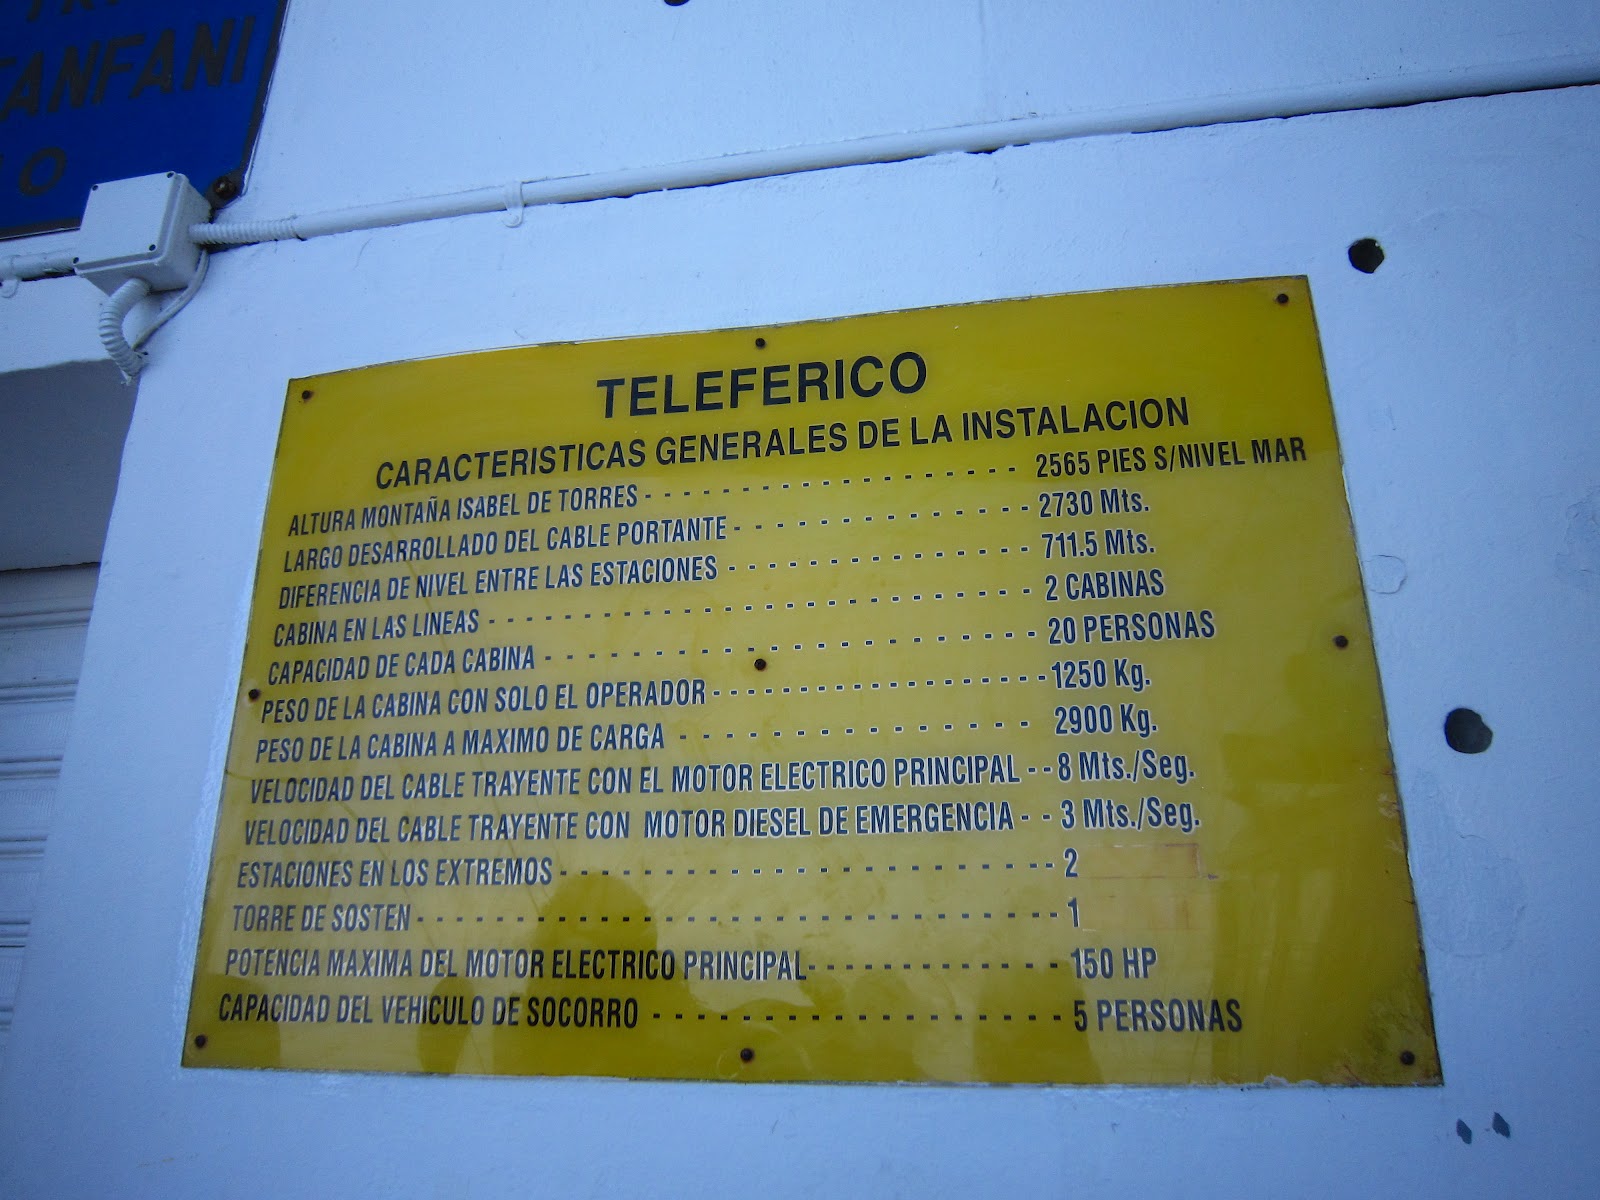 TANFANI
O
TELEFERICO
CARACTERISTICAS GENERALES DE LA INSTALACION
ALTURA MONTAÑA ISABEL DE TORRES - - - - - - - - - - - - - - - - - 2565 PIES S/NIVEL MAR
LARGO DESARROLLADO DEL CABLE PORTANTE - - - - - - - - - - - - - - 2730 Mts.
DIFERENCIA DE NIVEL ENTRE LAS ESTACIONES - - - - - - - - - - - - - - 711.5 Mts.
CABINA EN LAS LINEAS - - - - - - - - - - - - - - - - - - - - - - - - - 2 CABINAS
CAPACIDAD DE CADA CABINA - - - - - - - - - - - - - - - - - - - - - - 20 PERSONAS
PESO DE LA CABINA CON SOLO EL OPERADOR - - - - - - - - - - - - - - - - - - 1250 Kg.
PESO DE LA CABINA A MAXIMO DE CARGA - - - - - - - - - - - - - 2900 Kg.
VELOCIDAD DEL CABLE TRAYENTE CON EL MOTOR ELECTRICO PRINCIPAL - - 8 Mts./Seg.
VELOCIDAD DEL CABLE TRAYENTE CON MOTOR DIESEL DE EMERGENCIA - - 3 Mts./Seg.
ESTACIONES EN LOS EXTREMOS - - - - - - - - - - - - - - - - - - - - - - 2
TORRE DE SOSTEN - - - - - - - - - - - - - - - - - - - - - - - - - - - - 1
POTENCIA MAXIMA DEL MOTOR ELECTRICO PRINCIPAL - - - - - - - - - - - - - 150 HP
CAPACIDAD DEL VEHICULO DE SOCORRO - - - - - - - - - - - - - - - - - - 5 PERSONAS